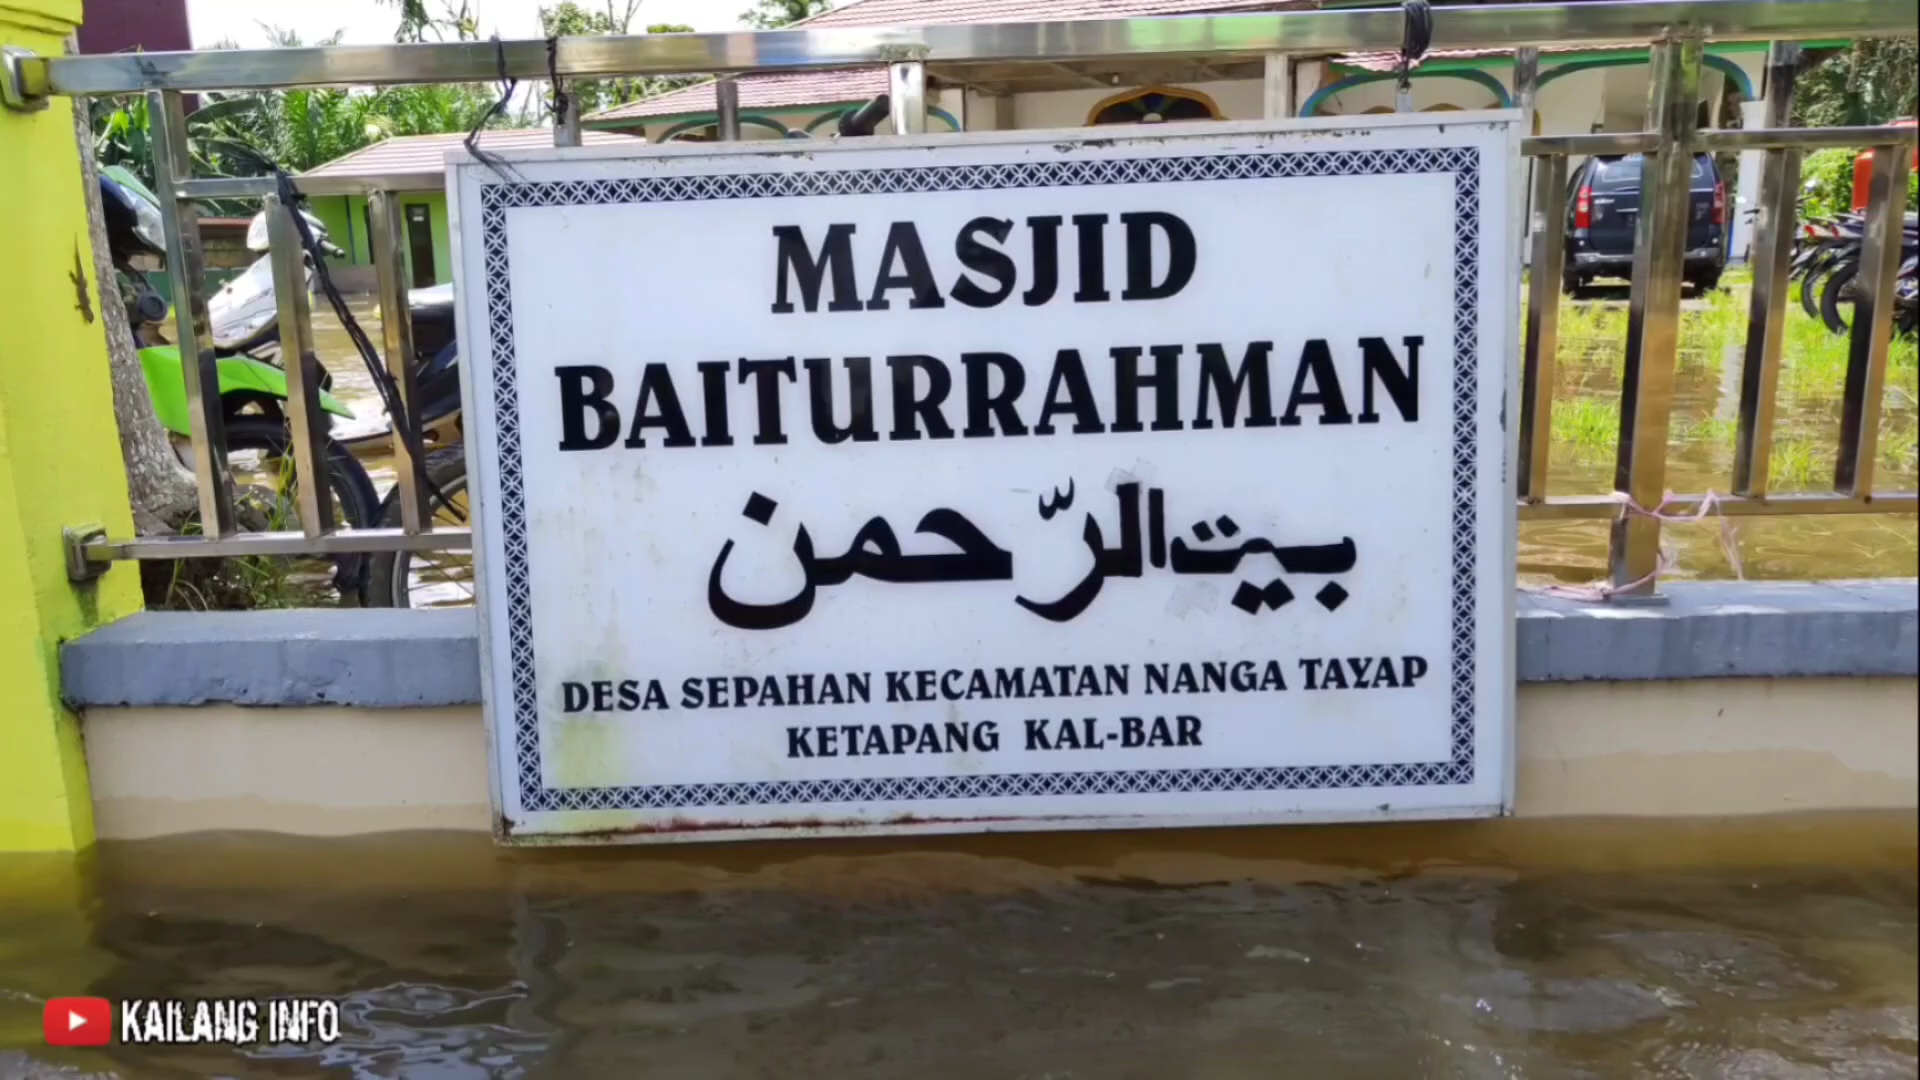 MASJID
BAITURRAHMAN
بيت الرّحمن
DESA SEPAHAN KECAMATAN NANGA TAYAP
KETAPANG KAL-BAR
KAILANG INFO